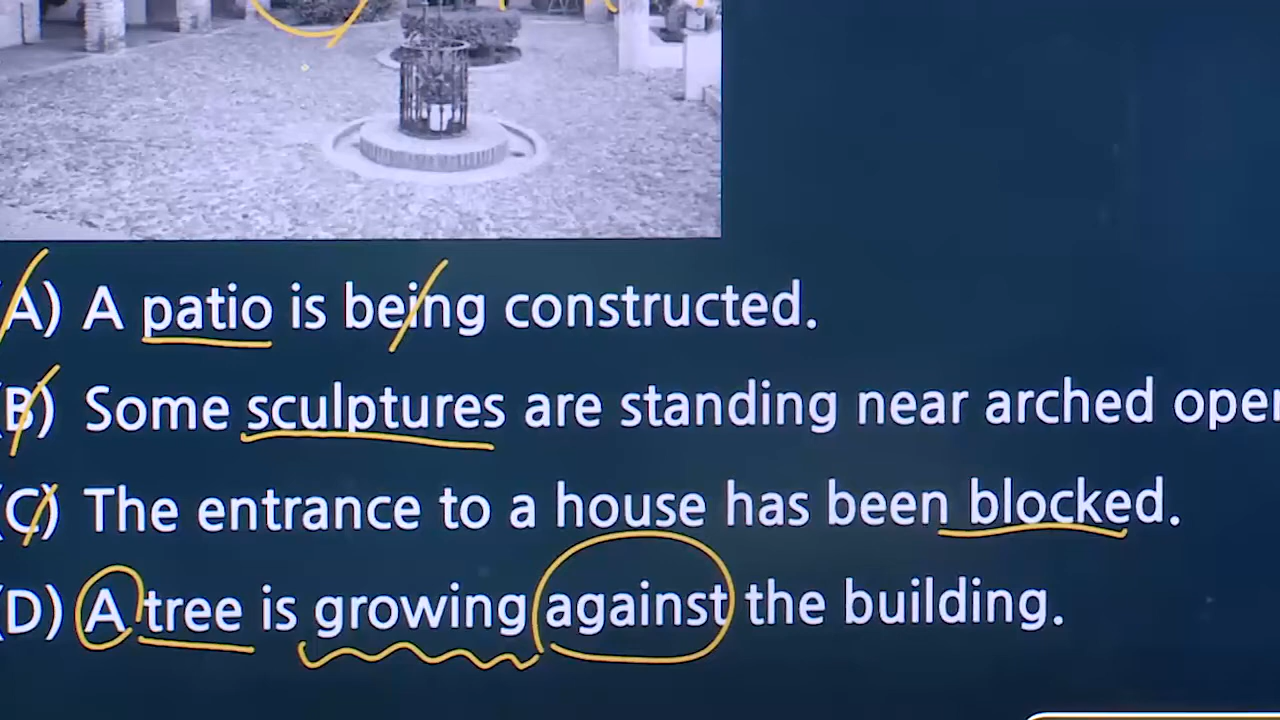 A) A patio is being constructed.
(B) Some sculptures are standing near arched
(C) The entrance to a house has been blocked.
(D) A tree is growing against the building.